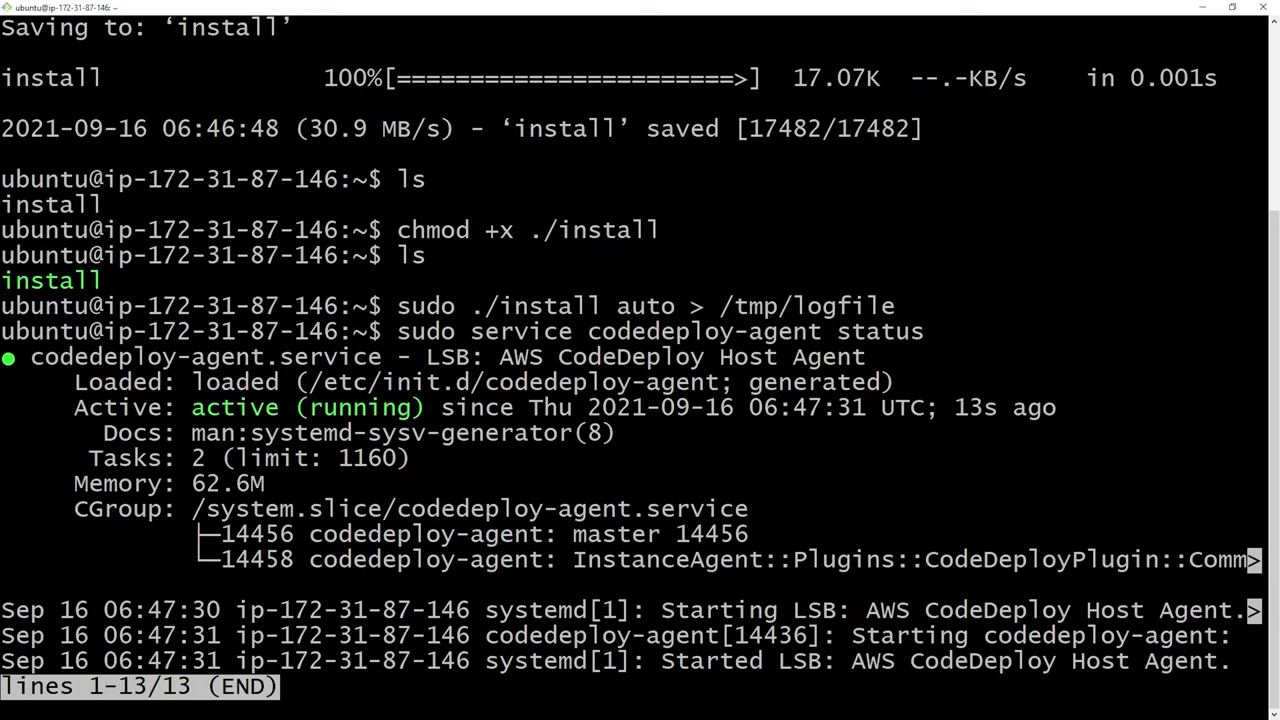 ubuntu@ip-172-31-87-146: ~
Saving to: ‘install’
install             100%[=======================>]  17.07K  --.-KB/s    in 0.001s
2021-09-16 06:46:48 (30.9 MB/s) - ‘install’ saved [17482/17482]
ubuntu@ip-172-31-87-146:~$ ls
install
ubuntu@ip-172-31-87-146:~$ chmod +x ./install
ubuntu@ip-172-31-87-146:~$ ls
install
ubuntu@ip-172-31-87-146:~$ sudo ./install auto > /tmp/logfile
ubuntu@ip-172-31-87-146:~$ sudo service codedeploy-agent status
● codedeploy-agent.service - LSB: AWS CodeDeploy Host Agent
     Loaded: loaded (/etc/init.d/codedeploy-agent; generated)
     Active: active (running) since Thu 2021-09-16 06:47:31 UTC; 13s ago
       Docs: man:systemd-sysv-generator(8)
      Tasks: 2 (limit: 1160)
     Memory: 62.6M
     CGroup: /system.slice/codedeploy-agent.service
             ├─14456 codedeploy-agent: master 14456
             └─14458 codedeploy-agent: InstanceAgent::Plugins::CodeDeployPlugin::Comm>
Sep 16 06:47:30 ip-172-31-87-146 systemd[1]: Starting LSB: AWS CodeDeploy Host Agent.>
Sep 16 06:47:31 ip-172-31-87-146 codedeploy-agent[14436]: Starting codedeploy-agent:
Sep 16 06:47:31 ip-172-31-87-146 systemd[1]: Started LSB: AWS CodeDeploy Host Agent.
lines 1-13/13 (END)